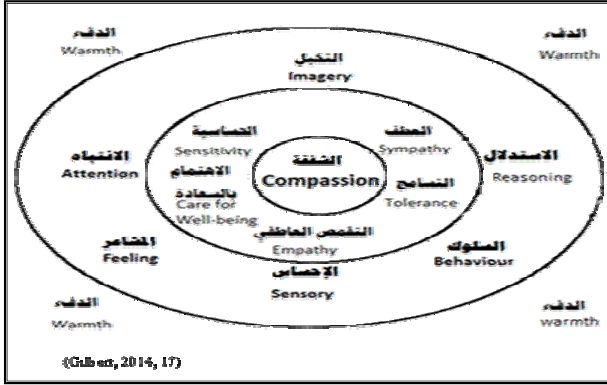 الدفء
Warmth
الدفء
Warmth
التخيل
Imagery
الحساسية
Sensitivity
العطف
Sympathy
الانتباه
Attention
الاهتمام
بالسعادة
Care for
Well-being
الشفقة
Compassion
التسامح
Tolerance
الاستدلال
Reasoning
التقمص العاطفي
Empathy
المشاعر
Feeling
السلوك
Behaviour
الإحساس
Sensory
الدفء
Warmth
الدفء
warmth
(Gilbert, 2014, 17)